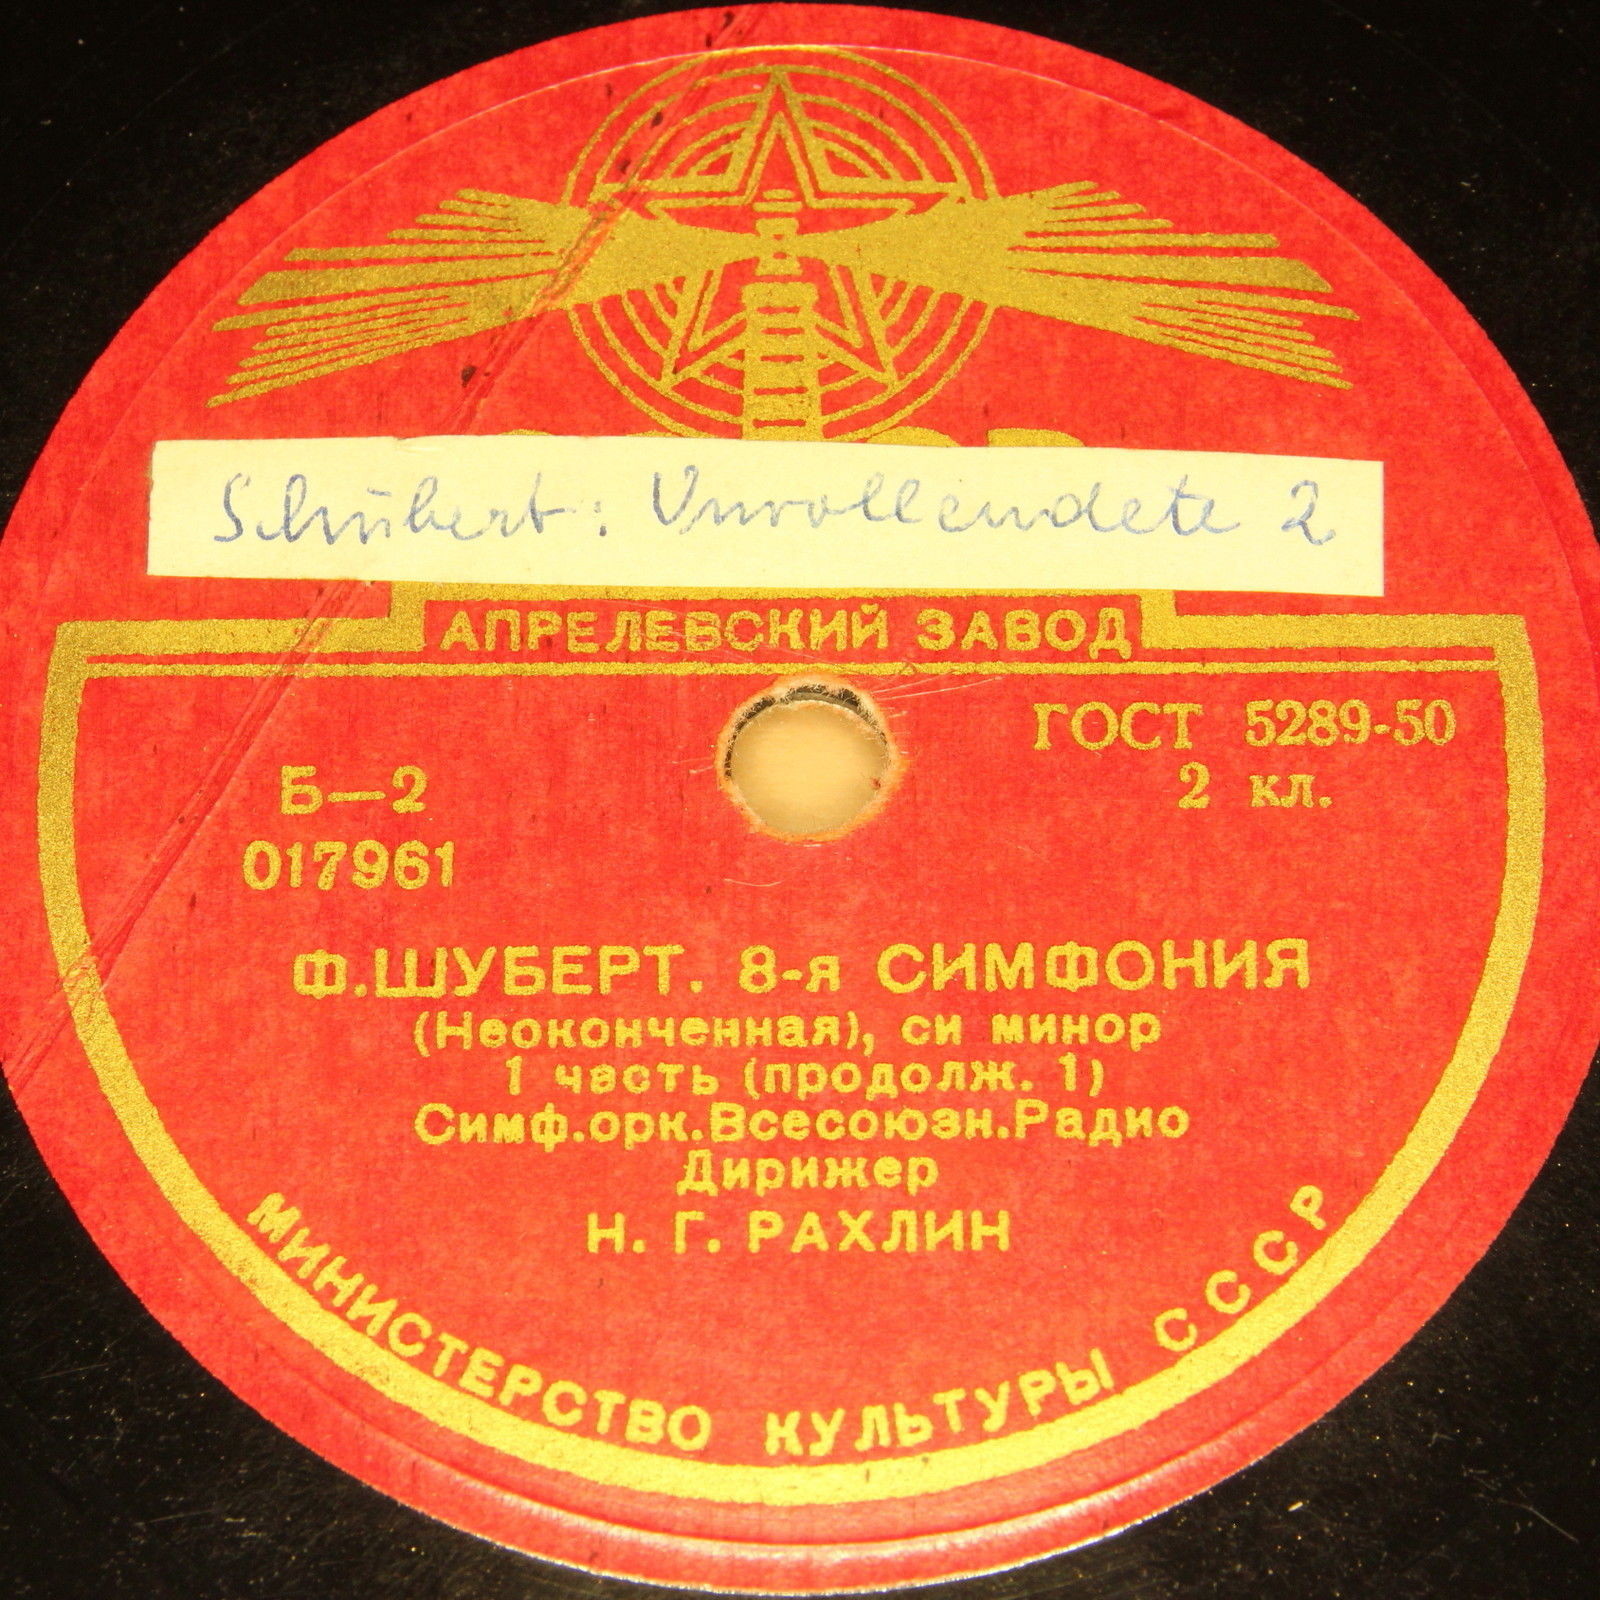 Schubert: Unvollendete 2
АПРЕЛЕВСКИЙ ЗАВОД
ГОСТ 5289-50
2 кл.
Б—2
017961
Ф.ШУБЕРТ. 8-я СИМФОНИЯ
(Неоконченная), си минор
1 часть (продолж. 1)
Симф.орк.Всесоюзн.Радио
Дирижер
Н. Г. РАХЛИН
МИНИСТЕРСТВО КУЛЬТУРЫ СССР